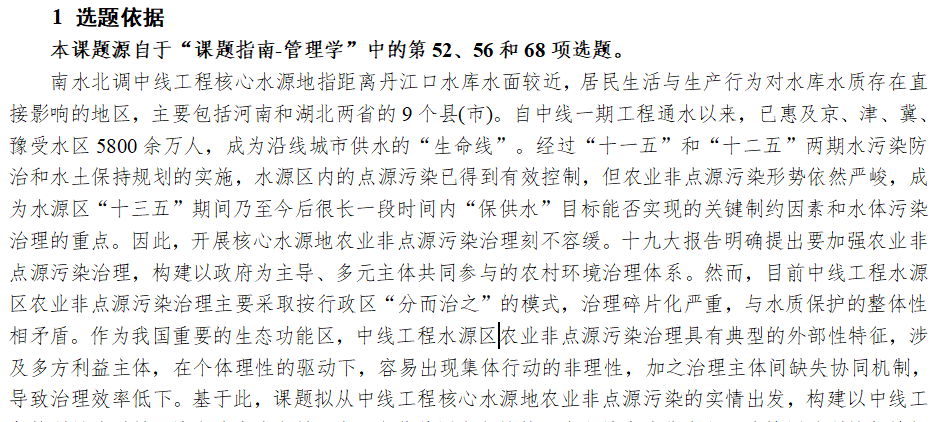 1 选题依据
本课题源自于“课题指南-管理学”中的第 52、56 和 68 项选题。
南水北调中线工程核心水源地指距离丹江口水库水面较近，居民生活与生产行为对水库水质存在直
接影响的地区，主要包括河南和湖北两省的 9 个县(市)。自中线一期工程通水以来，已惠及京、津、冀、
豫受水区 5800 余万人，成为沿线城市供水的“生命线”。经过“十一五”和“十二五”两期水污染防
治和水土保持规划的实施，水源区内的点源污染已得到有效控制，但农业非点源污染形势依然严峻，成
为水源区“十三五”期间乃至今后很长一段时间内“保供水”目标能否实现的关键制约因素和水体污染
治理的重点。因此，开展核心水源地农业非点源污染治理刻不容缓。十九大报告明确提出要加强农业非
点源污染治理，构建以政府为主导、多元主体共同参与的农村环境治理体系。然而，目前中线工程水源
区农业非点源污染治理主要采取按行政区“分而治之”的模式，治理碎片化严重，与水质保护的整体性
相矛盾。作为我国重要的生态功能区，中线工程水源区农业非点源污染治理具有典型的外部性特征，涉
及多方利益主体，在个体理性的驱动下，容易出现集体行动的非理性，加之治理主体间缺失协同机制，
导致治理效率低下。基于此，课题拟从中线工程核心水源地农业非点源污染的实情出发，构建以中线工